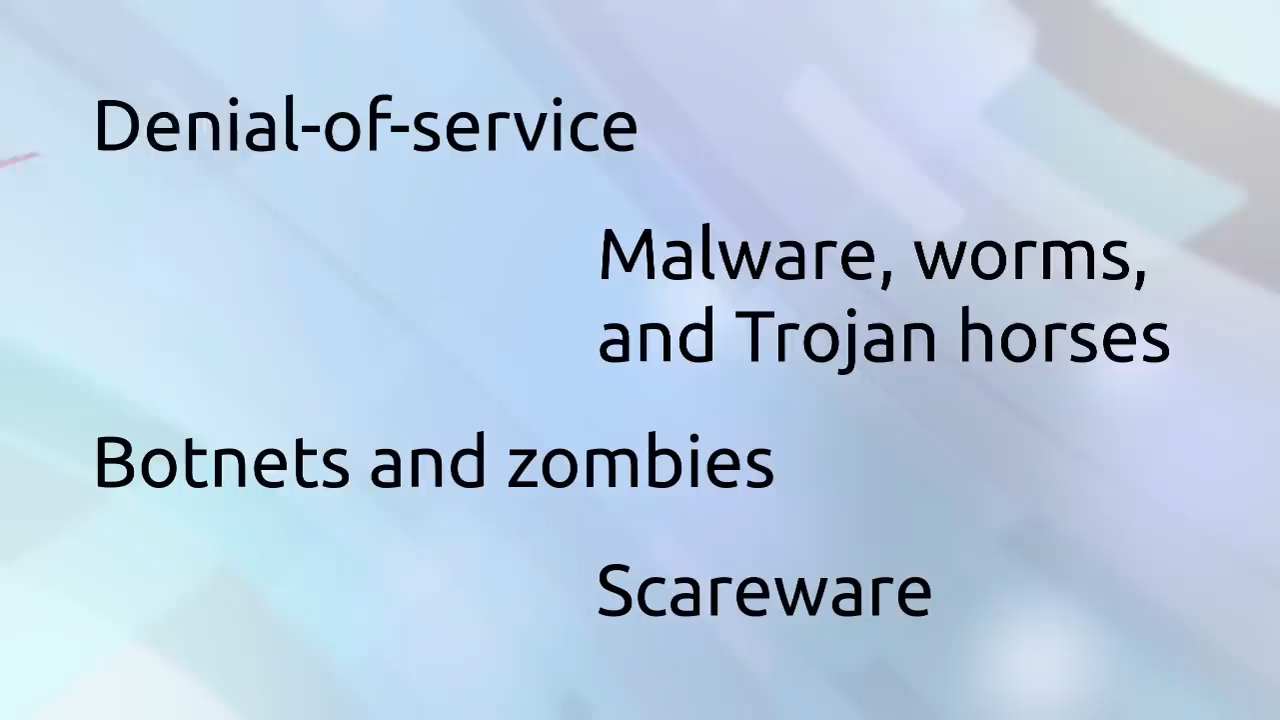 Denial-of-service
Malware, worms,
and Trojan horses
Botnets and zombies
Scareware